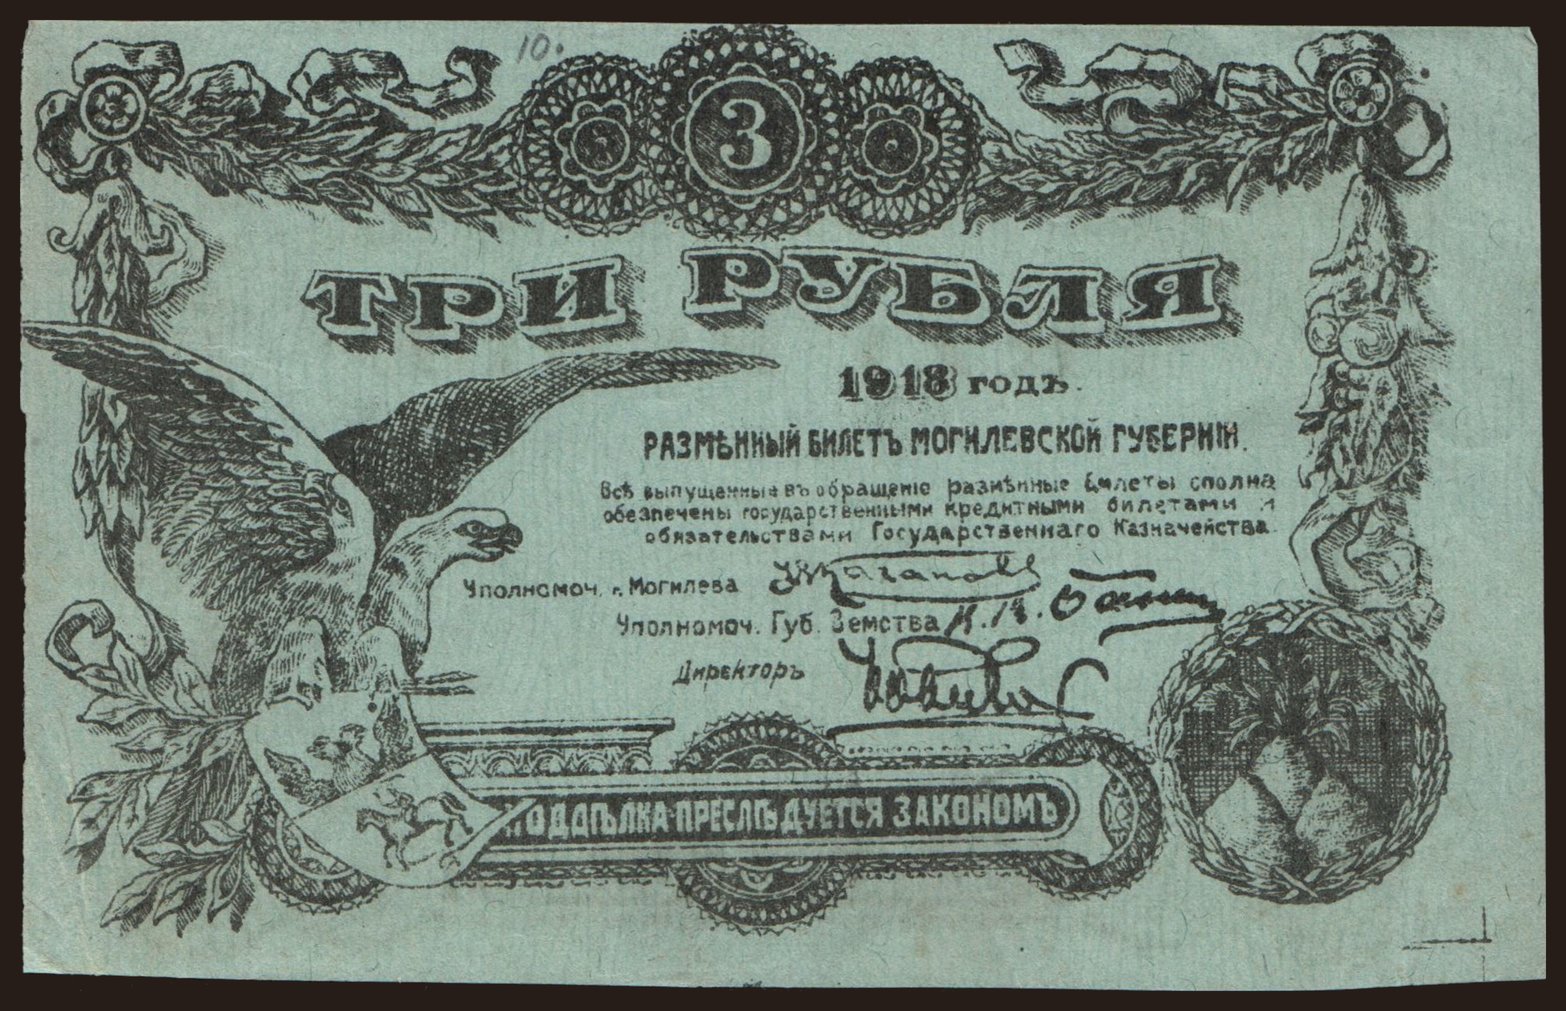 10.
3
ТРИ РУБЛЯ
1918 годъ.
РАЗМѢННЫЙ БИЛЕТЪ МОГИЛЕВСКОЙ ГУБЕРНІИ.
Всѣ выпущенные въ обращеніе размѣнные билеты сполна
обезпечены государственными кредитными билетами и
обязательствами Государственнаго Казначейства.
Уполномоч. г. Могилева
Уполномоч. Губ. Земства
Директоръ
ПОДДѢЛКА ПРЕСЛѢДУЕТСЯ ЗАКОНОМЪ